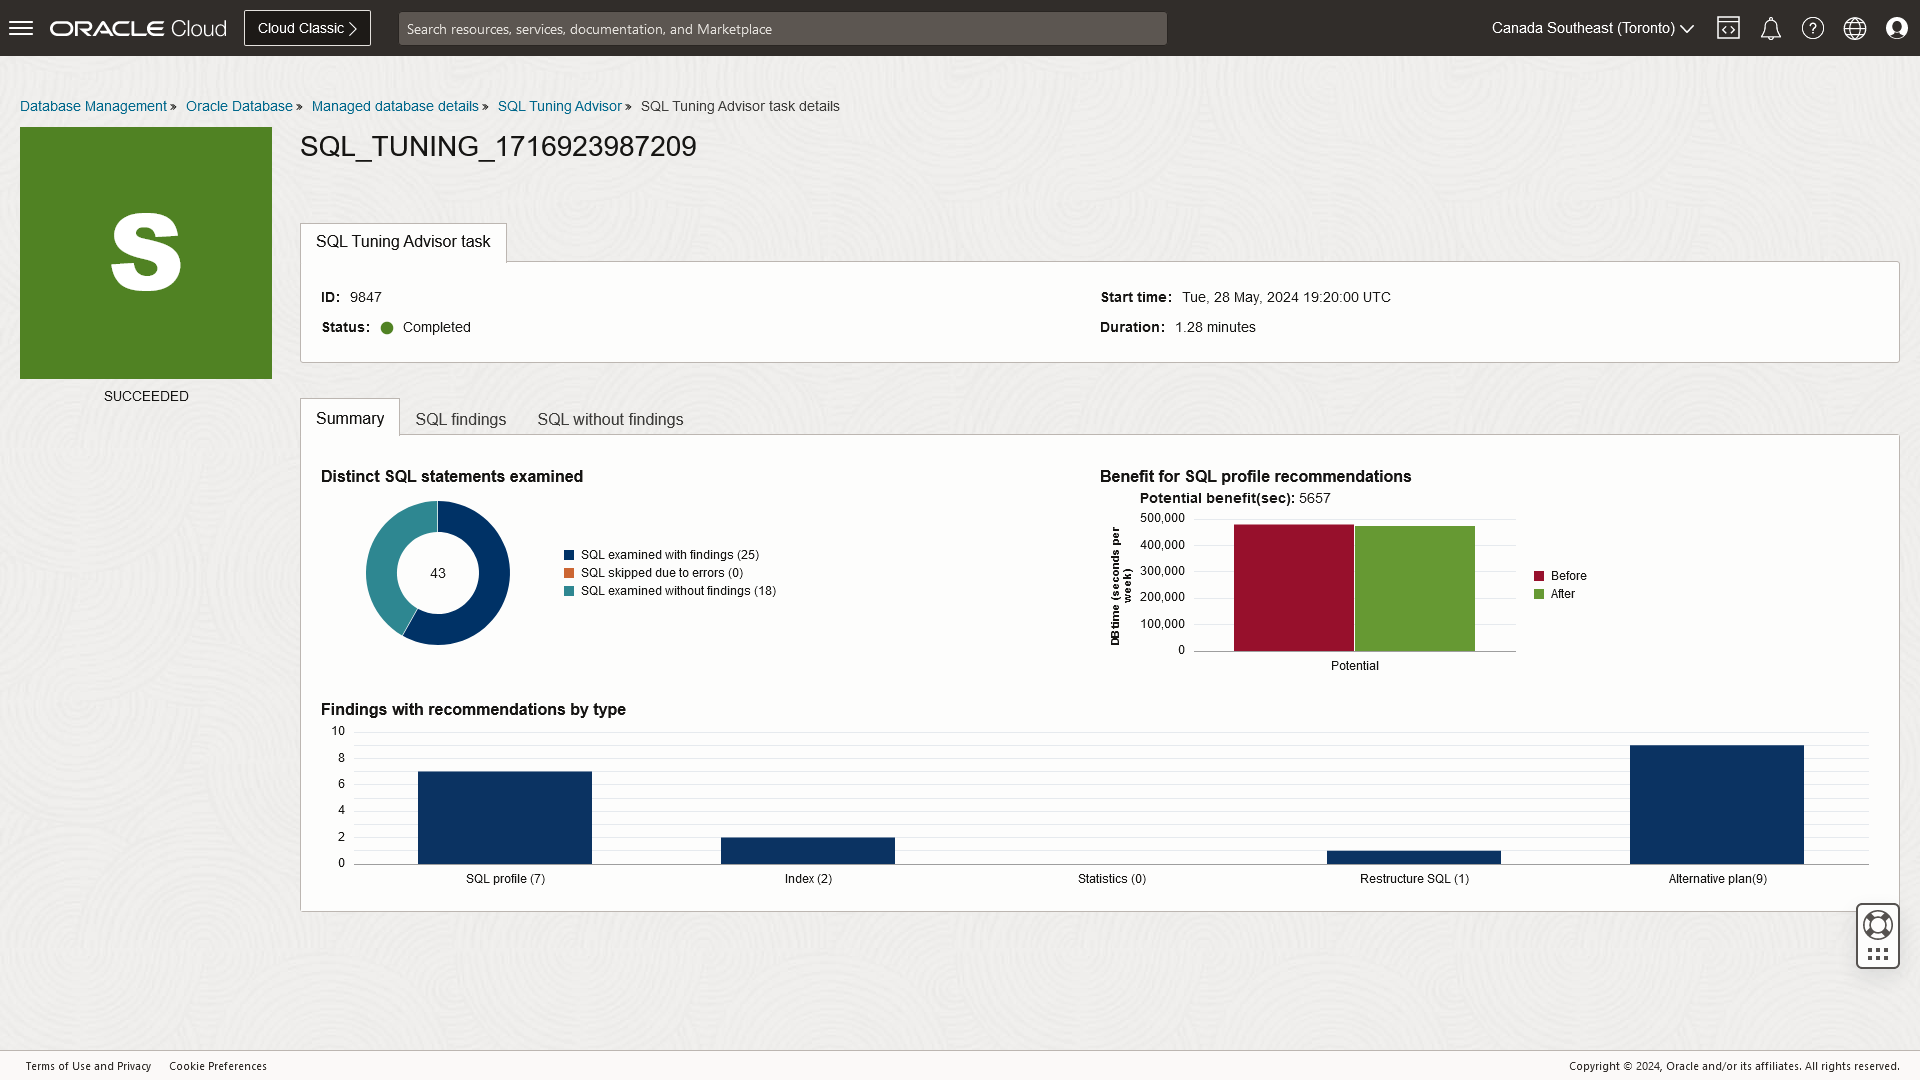 ORACLE Cloud
Cloud Classic
Search resources, services, documentation, and Marketplace
Canada Southeast (Toronto)
Database Management » Oracle Database » Managed database details » SQL Tuning Advisor » SQL Tuning Advisor task details
S
SUCCEEDED
SQL_TUNING_1716923987209
SQL Tuning Advisor task
ID: 9847
Status: Completed
Start time: Tue, 28 May, 2024 19:20:00 UTC
Duration: 1.28 minutes
Summary
SQL findings
SQL without findings
Distinct SQL statements examined
43
SQL examined with findings (25)
SQL skipped due to errors (0)
SQL examined without findings (18)
Benefit for SQL profile recommendations
Potential benefit(sec): 5657
DBtime (seconds per
week)
500,000
400,000
300,000
200,000
100,000
0
Potential
Before
After
Findings with recommendations by type
10
8
6
4
2
0
SQL profile (7)
Index (2)
Statistics (0)
Restructure SQL (1)
Alternative plan(9)
Terms of Use and Privacy
Cookie Preferences
Copyright © 2024, Oracle and/or its affiliates. All rights reserved.